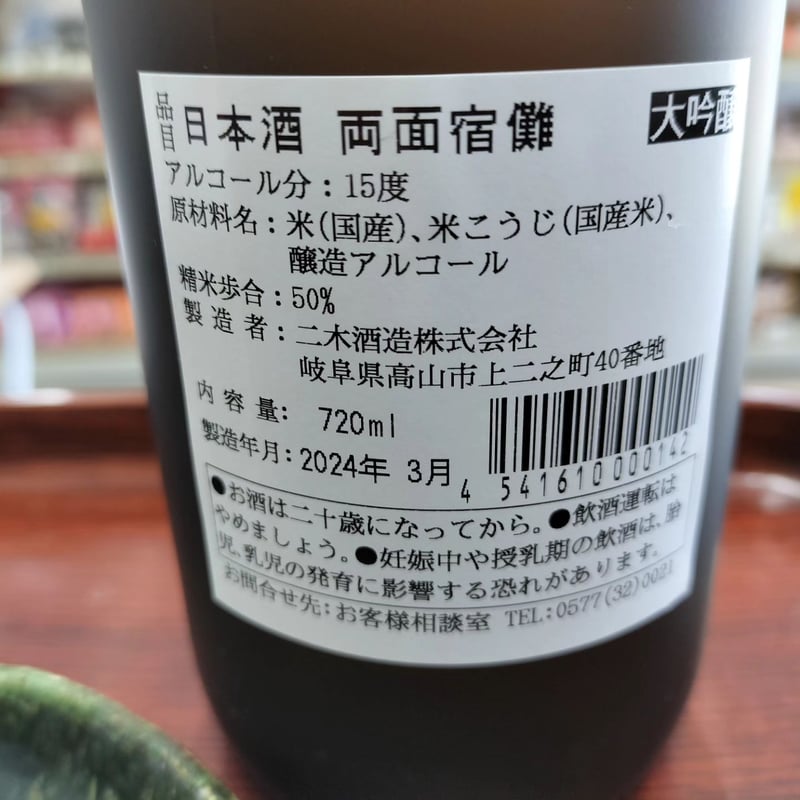 品目 日本酒 両面宿儺 大吟醸
アルコール分：15度
原材料名：米(国産)、米こうじ(国産米)、
醸造アルコール
精米歩合：50%
製造者：二木酒造株式会社
岐阜県高山市上二之町40番地
内容量： 720ml
製造年月：2024年 3月
4 541610 000142
●お酒は二十歳になってから。●飲酒運転は
やめましょう。●妊娠中や授乳期の飲酒は、胎
児、乳児の発育に影響する恐れがあります。
お問合せ先：お客様相談室 TEL：0577(32)0021